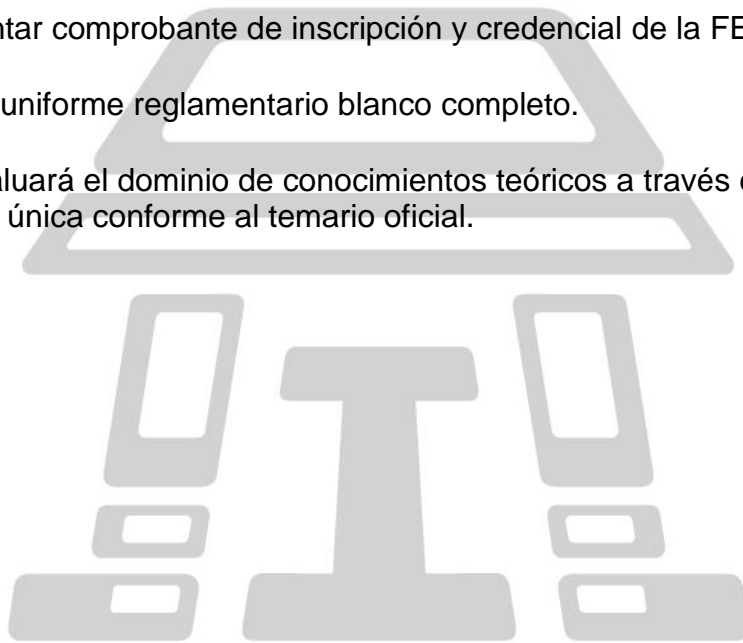 ntar comprobante de inscripción y credencial de la FE
uniforme reglamentario blanco completo.
aluará el dominio de conocimientos teóricos a través
única conforme al temario oficial.